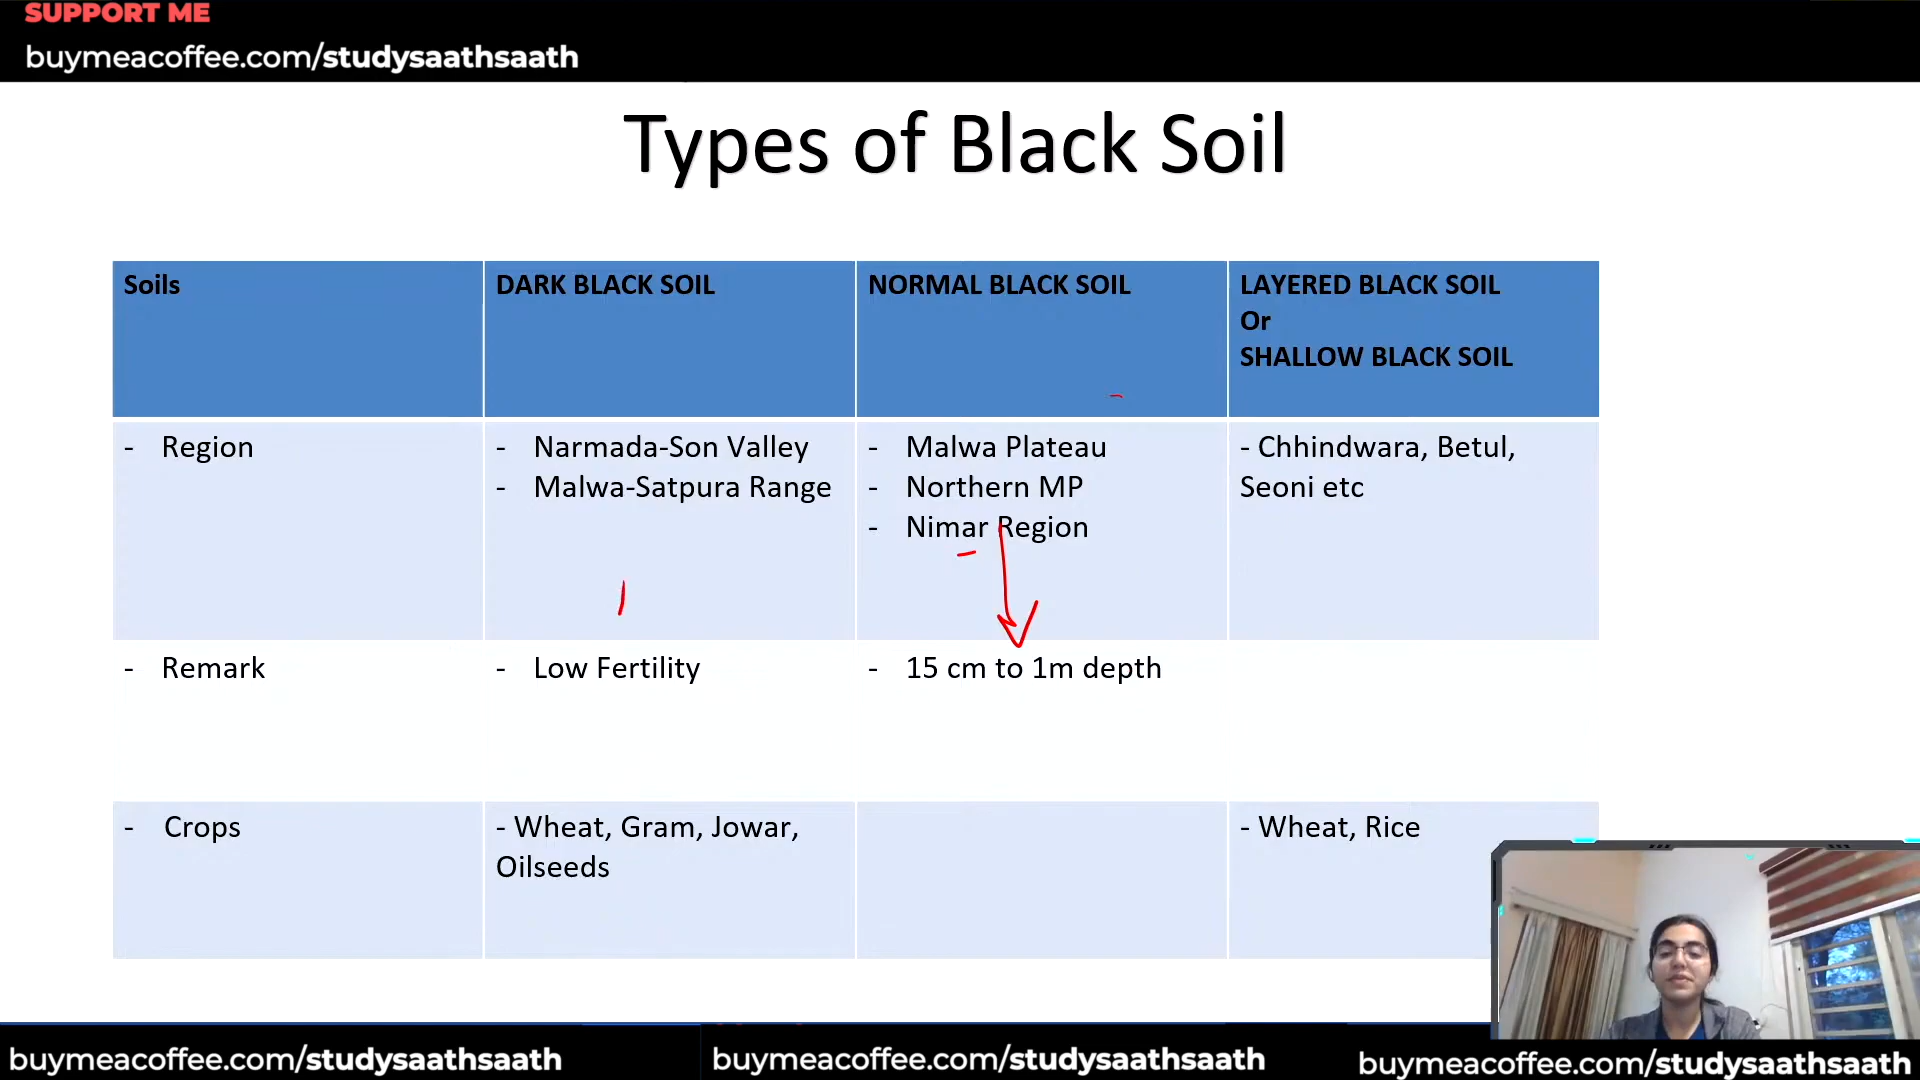 SUPPORT ME
buymeacoffee.com/studysaathsaath
Types of Black Soil
Soils
DARK BLACK SOIL
NORMAL BLACK SOIL
LAYERED BLACK SOIL
Or
SHALLOW BLACK SOIL
- Region
- Narmada-Son Valley
- Malwa-Satpura Range
- Malwa Plateau
- Northern MP
- Nimar Region
- Chhindwara, Betul,
Seoni etc
- Remark
- Low Fertility
- 15 cm to 1m depth
- Crops
- Wheat, Gram, Jowar,
Oilseeds
- Wheat, Rice
buymeacoffee.com/studysaathsaath
buymeacoffee.com/studysaathsaath
buymeacoffee.com/studysaathsaath